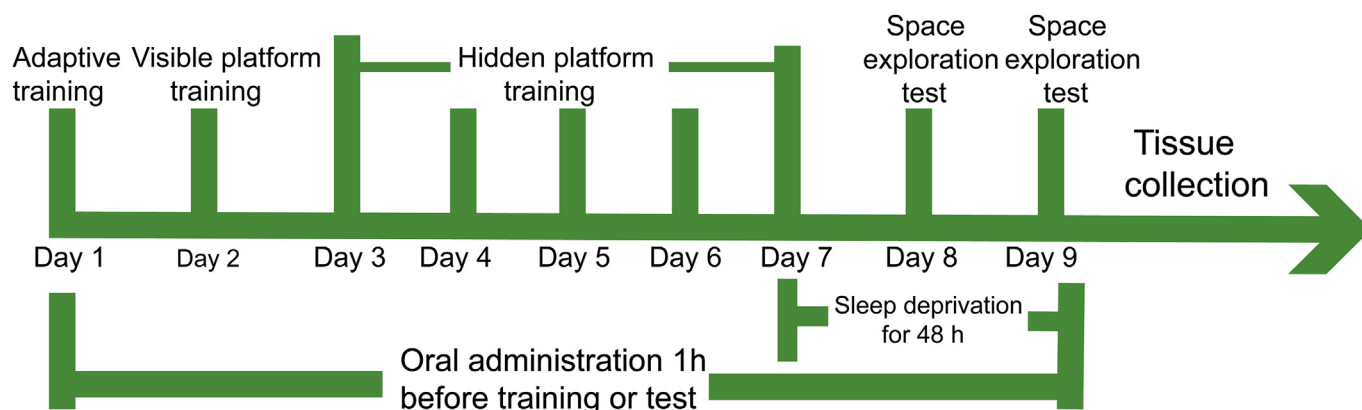 Adaptive
training
Visible platform
training
Hidden platform
training
Space
exploration
test
Space
exploration
test
Tissue
collection
Day 1
Day 2
Day 3
Day 4
Day 5
Day 6
Day 7
Day 8
Day 9
Sleep deprivation
for 48 h
Oral administration 1h
before training or test